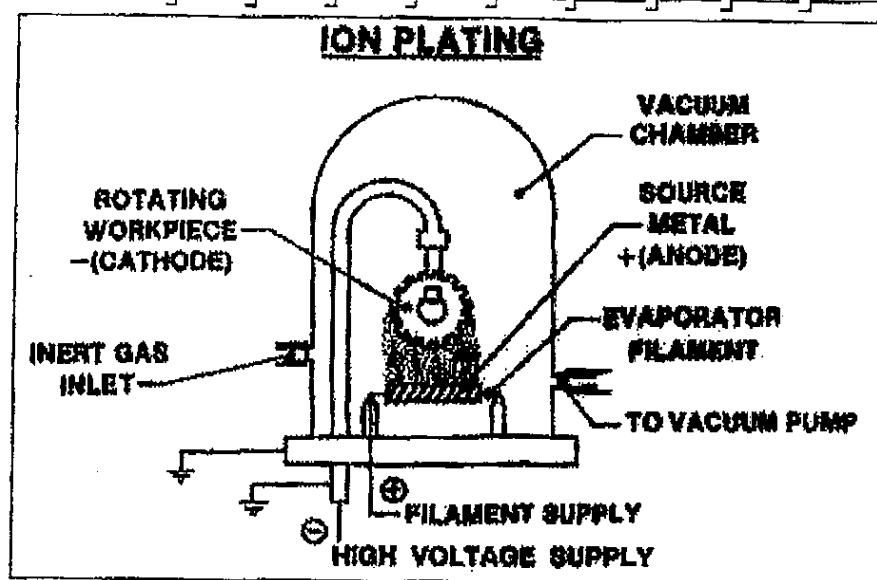 ION PLATING
VACUUM
CHAMBER
ROTATING
WORKPIECE
−(CATHODE)
SOURCE
METAL
+(ANODE)
EVAPORATOR
FILAMENT
INERT GAS
INLET
TO VACUUM PUMP
+
FILAMENT SUPPLY
−
HIGH VOLTAGE SUPPLY